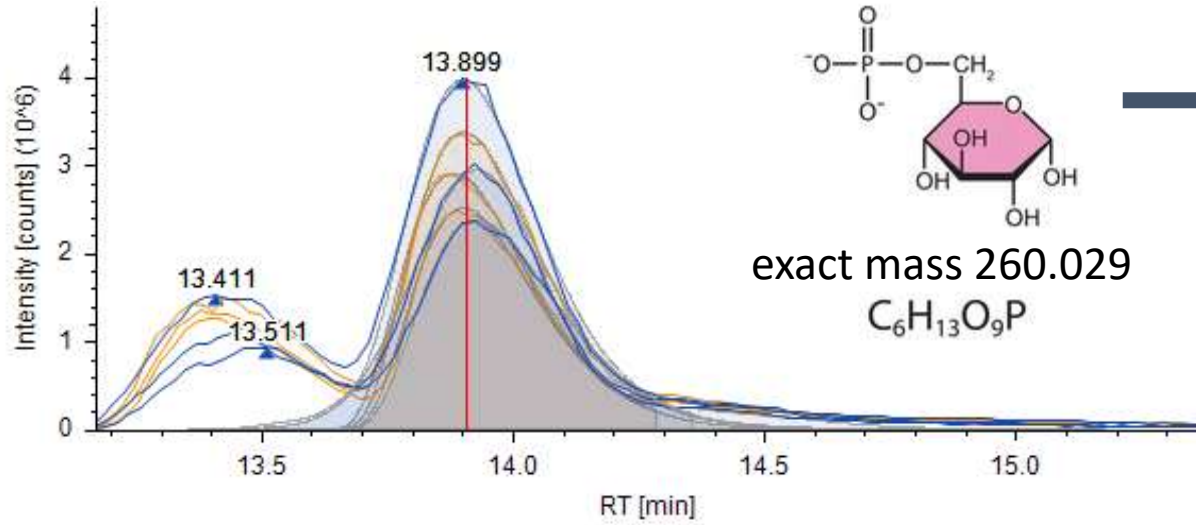 Intensity [counts] (10^6)
4
3
2
1
0
13.411
13.511
13.899
13.5
14.0
14.5
15.0
RT [min]
O
⁻O—P—O—CH₂
O⁻
O
OH
OH
OH
OH
exact mass 260.029
C₆H₁₃O₉P